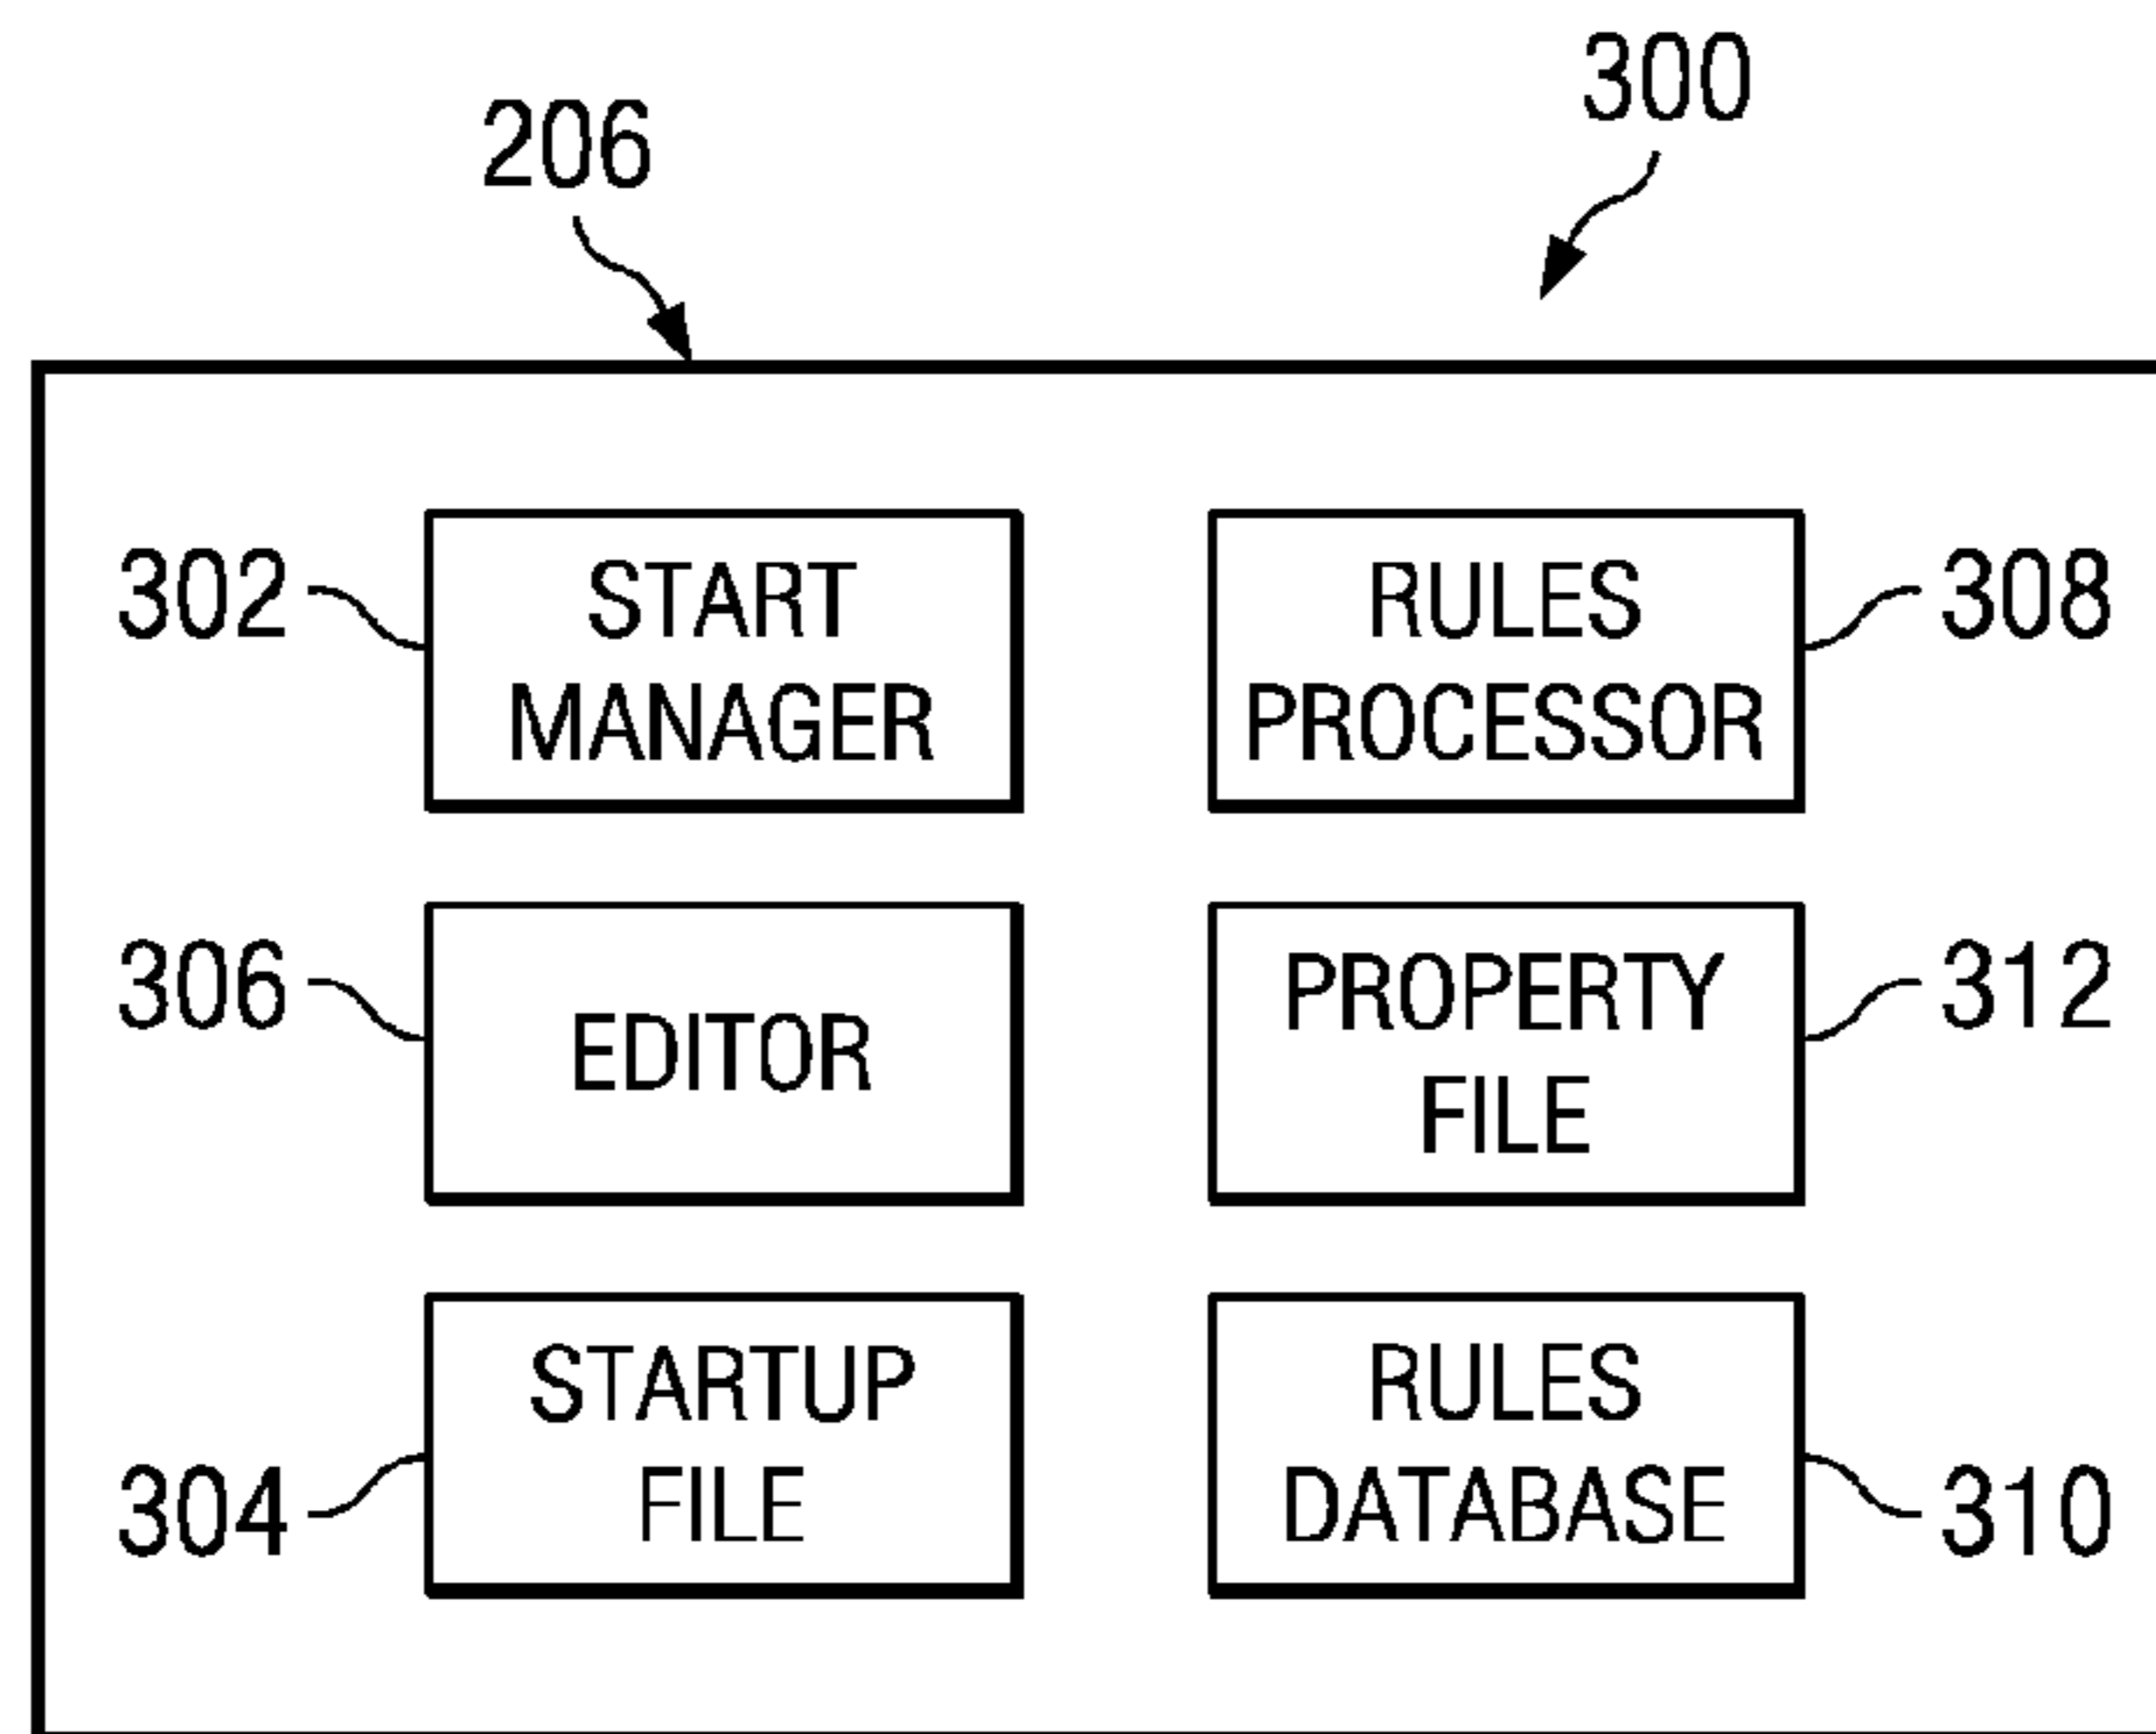 300
206
302
START
MANAGER
RULES
PROCESSOR
308
306
EDITOR
PROPERTY
FILE
312
304
STARTUP
FILE
RULES
DATABASE
310